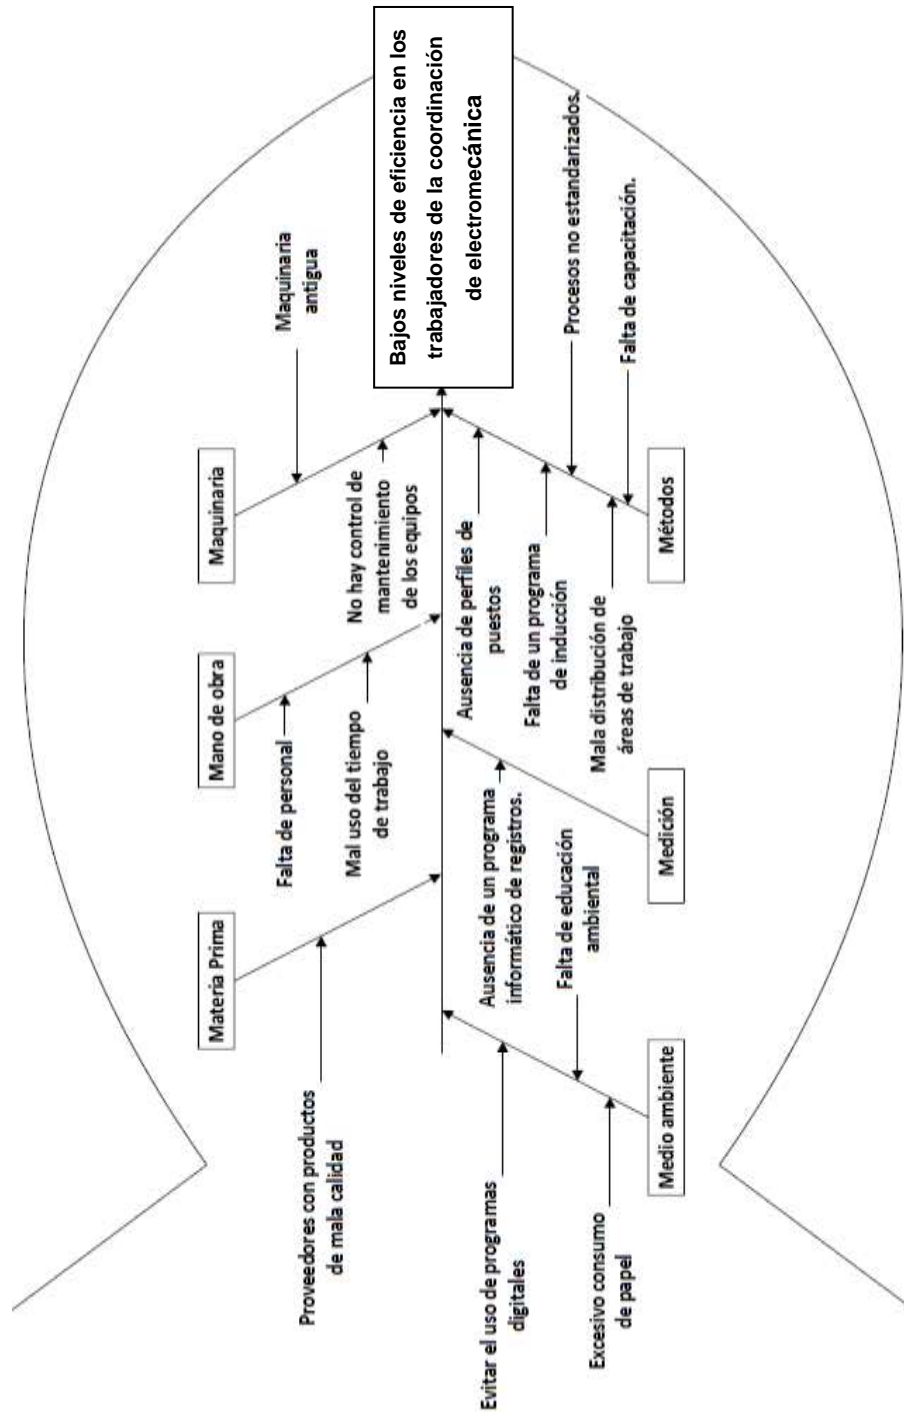 Materia Prima
Mano de obra
Maquinaria
Proveedores con productos
de mala calidad
Falta de personal
Mal uso del tiempo
de trabajo
Maquinaria
antigua
No hay control de
mantenimiento
de los equipos
Bajos niveles de eficiencia en los
trabajadores de la coordinación
de electromecánica
Evitar el uso de programas
digitales
Falta de educación
ambiental
Excesivo consumo
de papel
Ausencia de un programa
informático de registros.
Ausencia de perfiles de
puestos
Falta de un programa
de inducción
Mala distribución de
áreas de trabajo
Procesos no estandarizados.
Falta de capacitación.
Medio ambiente
Medición
Métodos